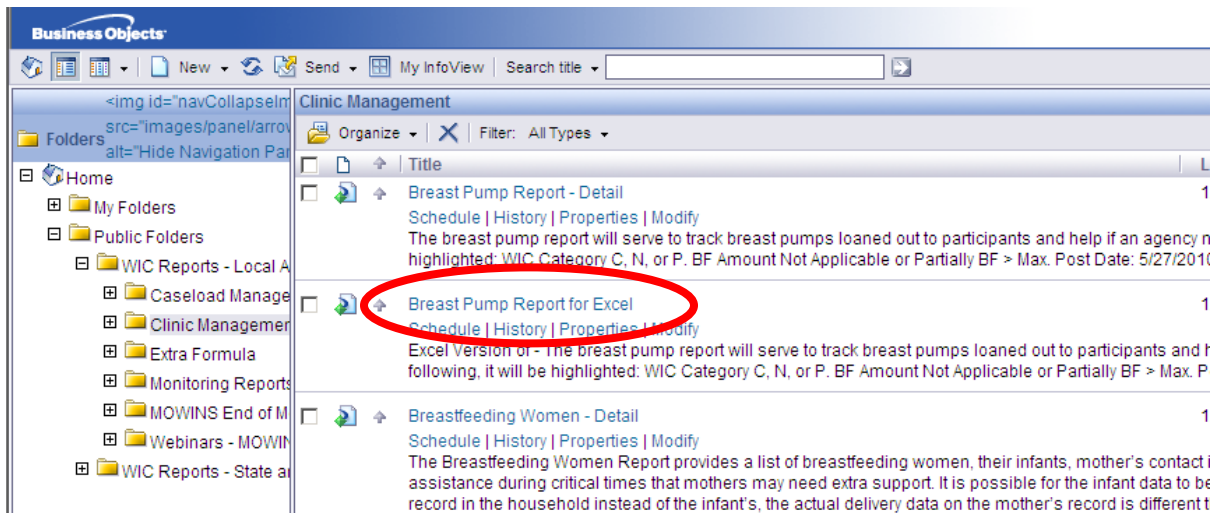 Business Objects
New Send My InfoView Search title
<img id="navCollapseIm
Folders src="images/panel/arrov
alt="Hide Navigation Par
Home
My Folders
Public Folders
WIC Reports - Local A
Caseload Manage
Clinic Managemer
Extra Formula
Monitoring Reports
MOWINS End of M
Webinars - MOWIN
WIC Reports - State ar
Clinic Management
Organize Filter: All Types
Title L
Breast Pump Report - Detail 1
Schedule | History | Properties | Modify
The breast pump report will serve to track breast pumps loaned out to participants and help if an agency n
highlighted: WIC Category C, N, or P. BF Amount Not Applicable or Partially BF > Max. Post Date: 5/27/2010
Breast Pump Report for Excel 1
Schedule | History | Properties | Modify
Excel Version of - The breast pump report will serve to track breast pumps loaned out to participants and h
following, it will be highlighted: WIC Category C, N, or P. BF Amount Not Applicable or Partially BF > Max. P
Breastfeeding Women - Detail 1
Schedule | History | Properties | Modify
The Breastfeeding Women Report provides a list of breastfeeding women, their infants, mother's contact i
assistance during critical times that mothers may need extra support. It is possible for the infant data to be
record in the household instead of the infant's, the actual delivery data on the mother's record is different t